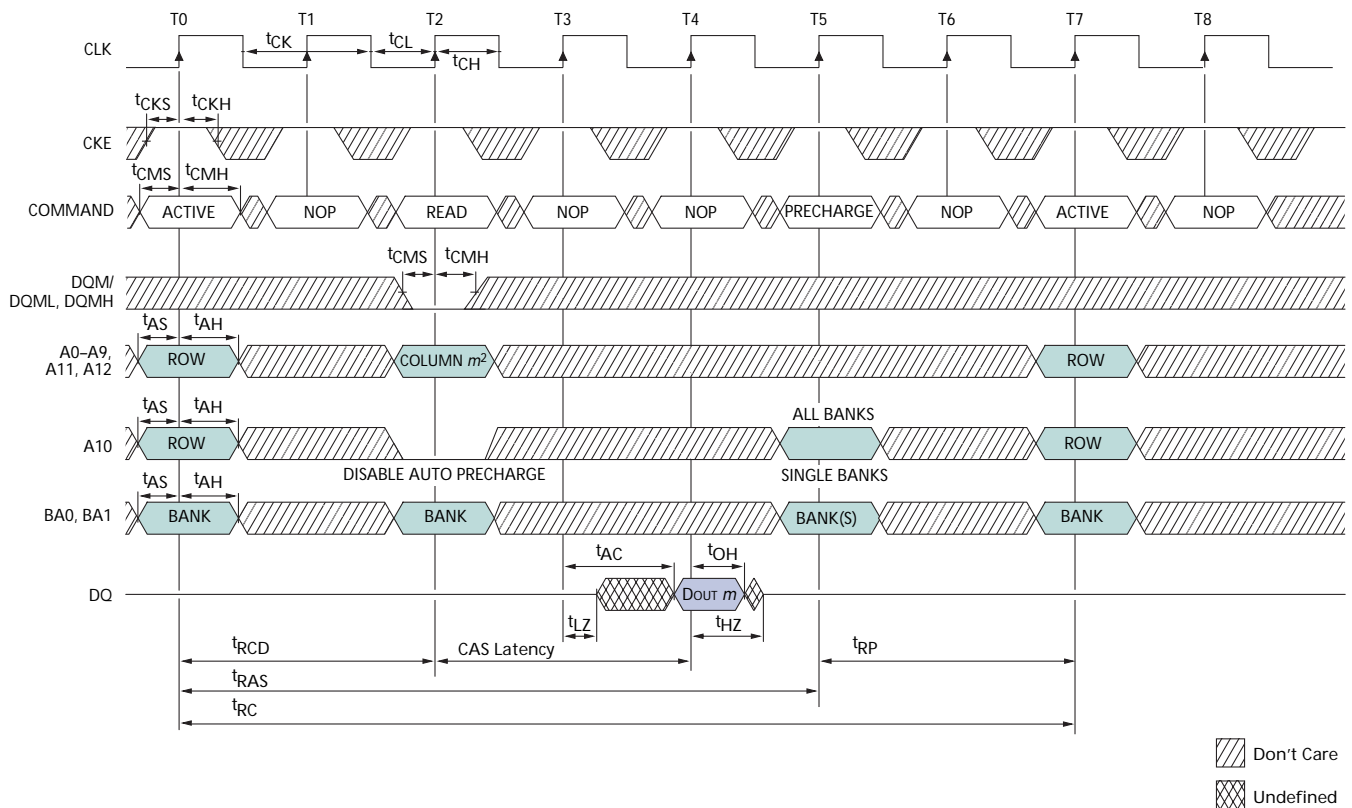 T0 T1 T2 T3 T4 T5 T6 T7 T8
CLK
tCK tCL
tCH
tCKS tCKH
CKE
tCMS tCMH
COMMAND ACTIVE NOP READ NOP NOP PRECHARGE NOP ACTIVE NOP
tCMS tCMH
DQM/
DQML, DQMH
tAS tAH
A0–A9,
A11, A12
ROW COLUMN m2 ROW
tAS tAH
ALL BANKS
A10 ROW ROW
DISABLE AUTO PRECHARGE SINGLE BANKS
tAS tAH
BA0, BA1 BANK BANK BANK(S) BANK
tAC tOH
DQ DOUT m
tLZ tHZ
tRCD CAS Latency tRP
tRAS
tRC
Don't Care
Undefined